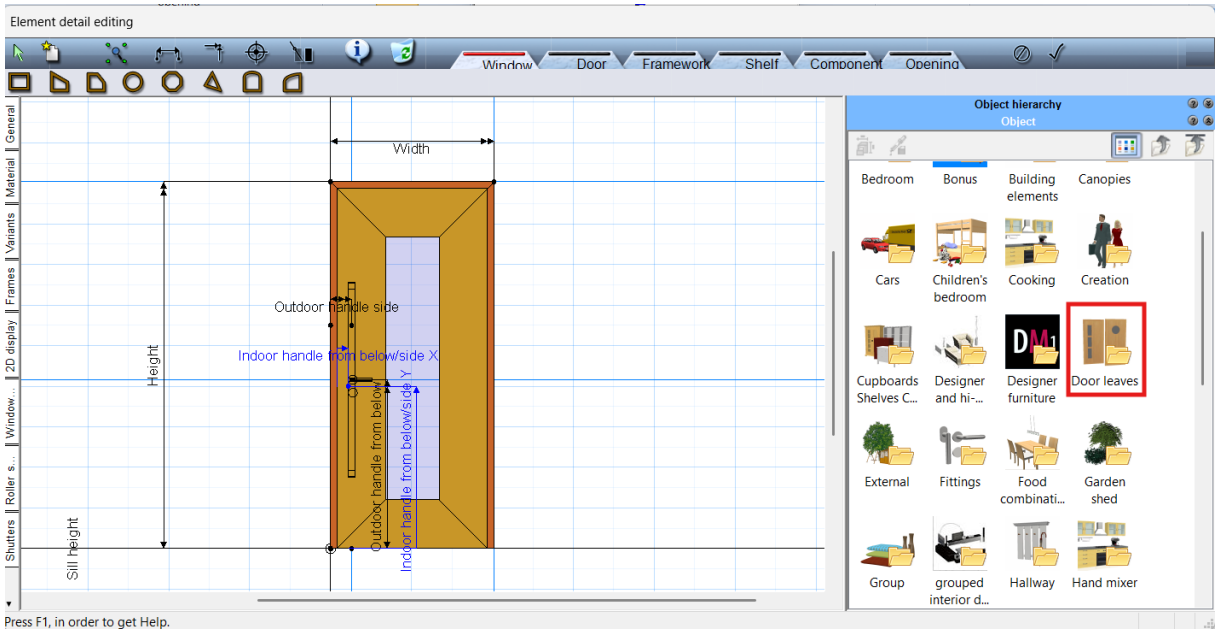 Element detail editing
Window
Door
Framework
Shelf
Component
Opening
General
Material
Variants
Frames
2D display
Window...
Roller s...
Shutters
Width
Outdoor handle side
Indoor handle from below/side X
Height
Outdoor handle from below
Indoor handle from below/side Y
Sill height
Object hierarchy
Object
Bedroom
Bonus
Building
elements
Canopies
Cars
Children's
bedroom
Cooking
Creation
DM1
Cupboards
Shelves C...
Designer
and hi-...
Designer
furniture
Door leaves
External
Fittings
Food
combinati...
Garden
shed
Group
grouped
interior d...
Hallway
Hand mixer
Press F1, in order to get Help.